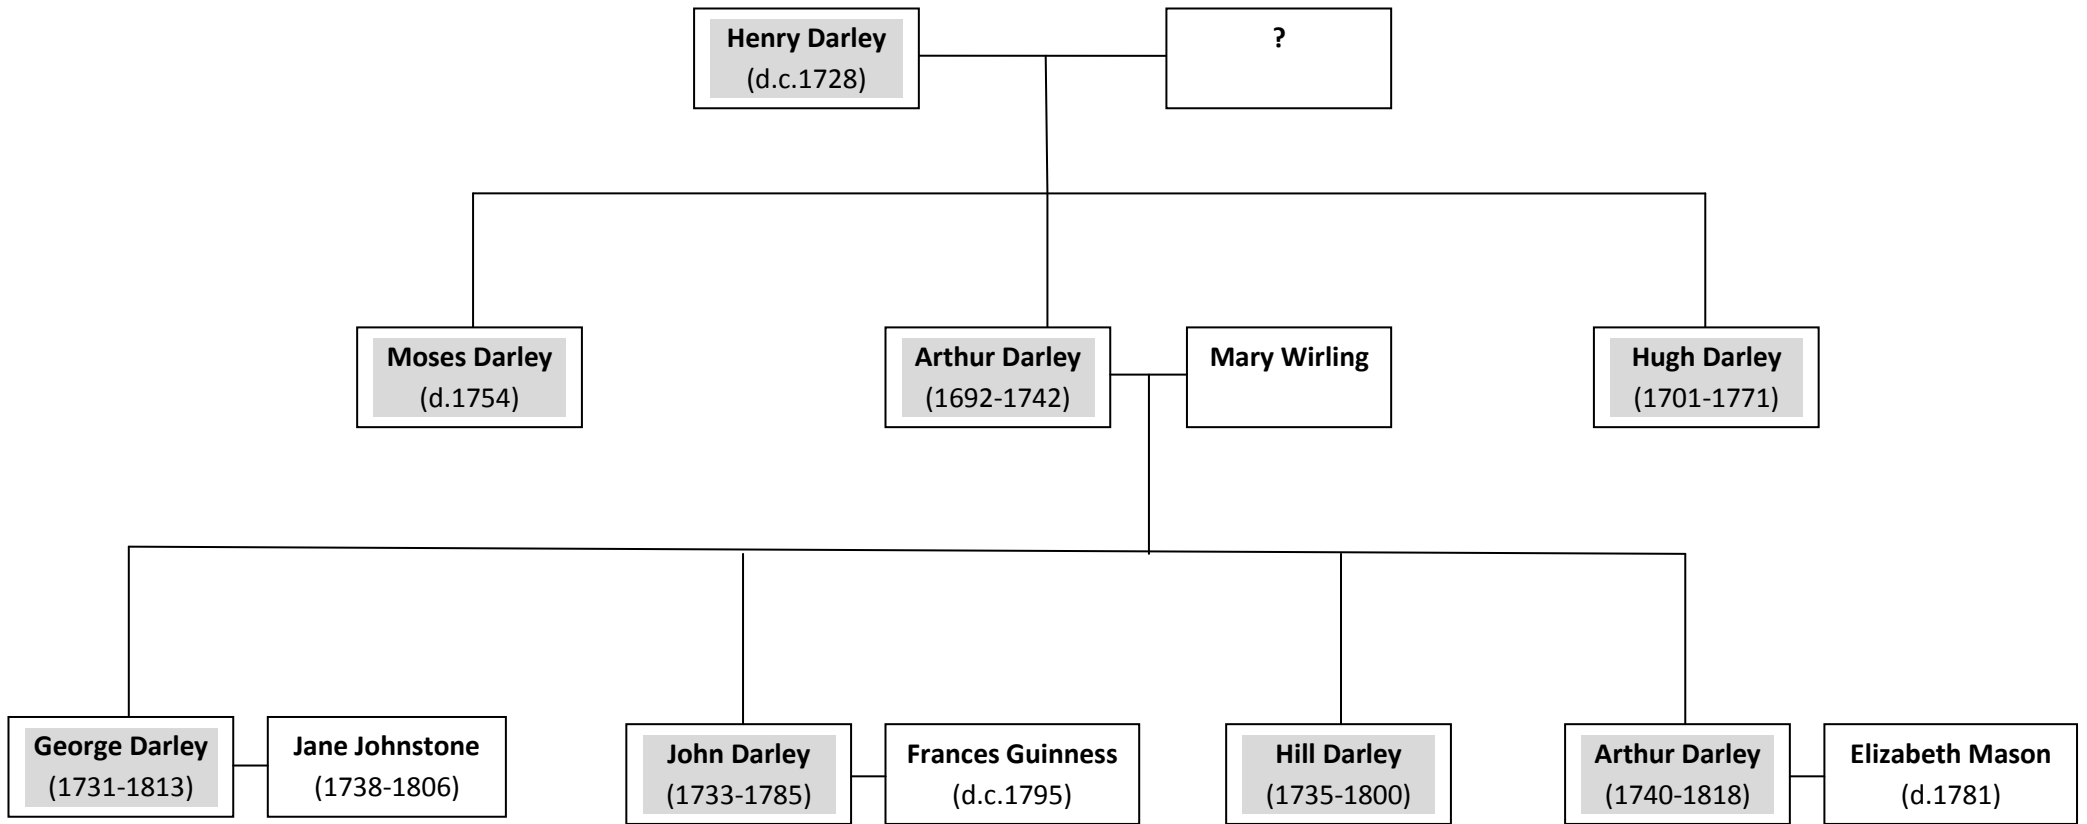 Henry Darley
(d.c.1728)
?
Moses Darley
(d.1754)
Arthur Darley
(1692-1742)
Mary Wirling
Hugh Darley
(1701-1771)
George Darley
(1731-1813)
Jane Johnstone
(1738-1806)
John Darley
(1733-1785)
Frances Guinness
(d.c.1795)
Hill Darley
(1735-1800)
Arthur Darley
(1740-1818)
Elizabeth Mason
(d.1781)